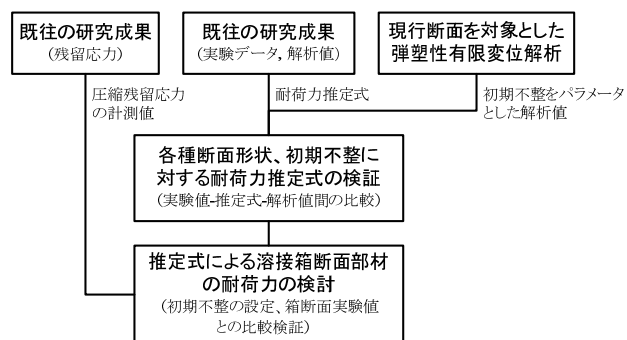 既往の研究成果
(残留応力)
既往の研究成果
(実験データ, 解析値)
現行断面を対象とした
弾塑性有限変位解析
圧縮残留応力
の計測値
耐荷力推定式
初期不整をパラメータ
とした解析値
各種断面形状、初期不整に
対する耐荷力推定式の検証
(実験値-推定式-解析値間の比較)
推定式による溶接箱断面部材
の耐荷力の検討
(初期不整の設定、箱断面実験値
との比較検証)